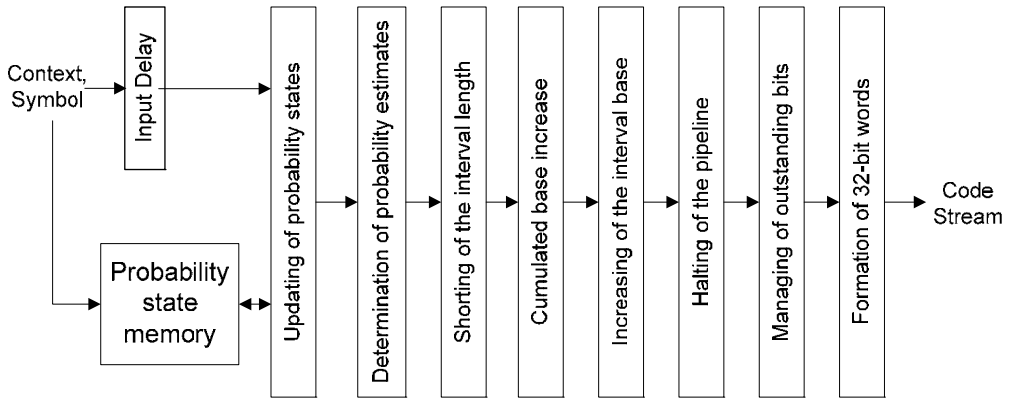 Context,
Symbol
Input Delay
Probability
state
memory
Updating of probability states
Determination of probability estimates
Shorting of the interval length
Cumulated base increase
Increasing of the interval base
Halting of the pipeline
Managing of outstanding bits
Formation of 32-bit words
Code
Stream